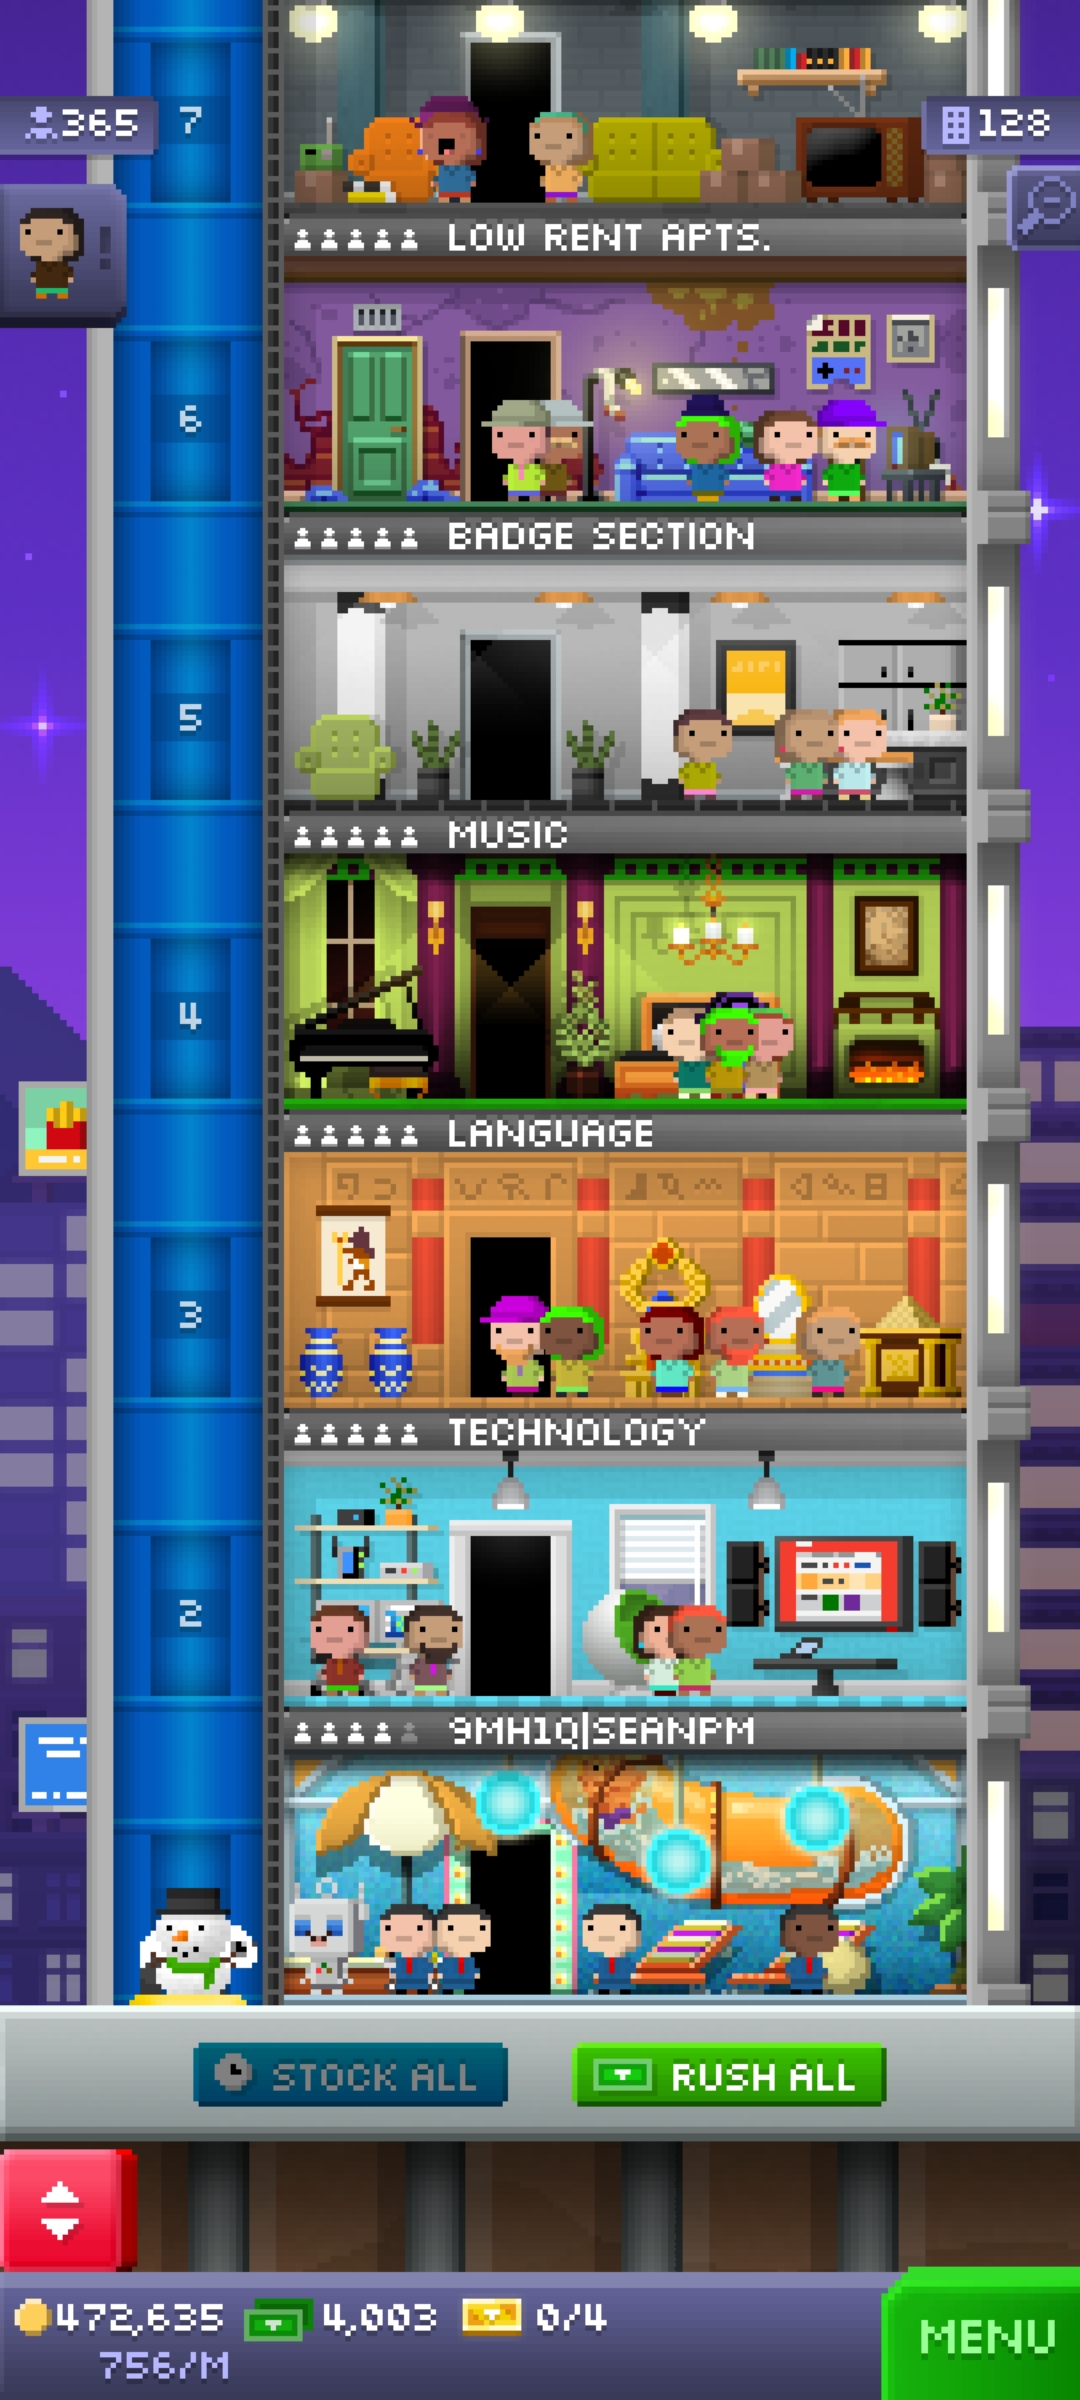 365
7
128
LOW RENT APTS.
6
BADGE SECTION
5
MUSIC
4
LANGUAGE
3
TECHNOLOGY
2
9MH1Q|SEANPM
STOCK ALL
RUSH ALL
472,635
4,003
0/4
756/M
MENU